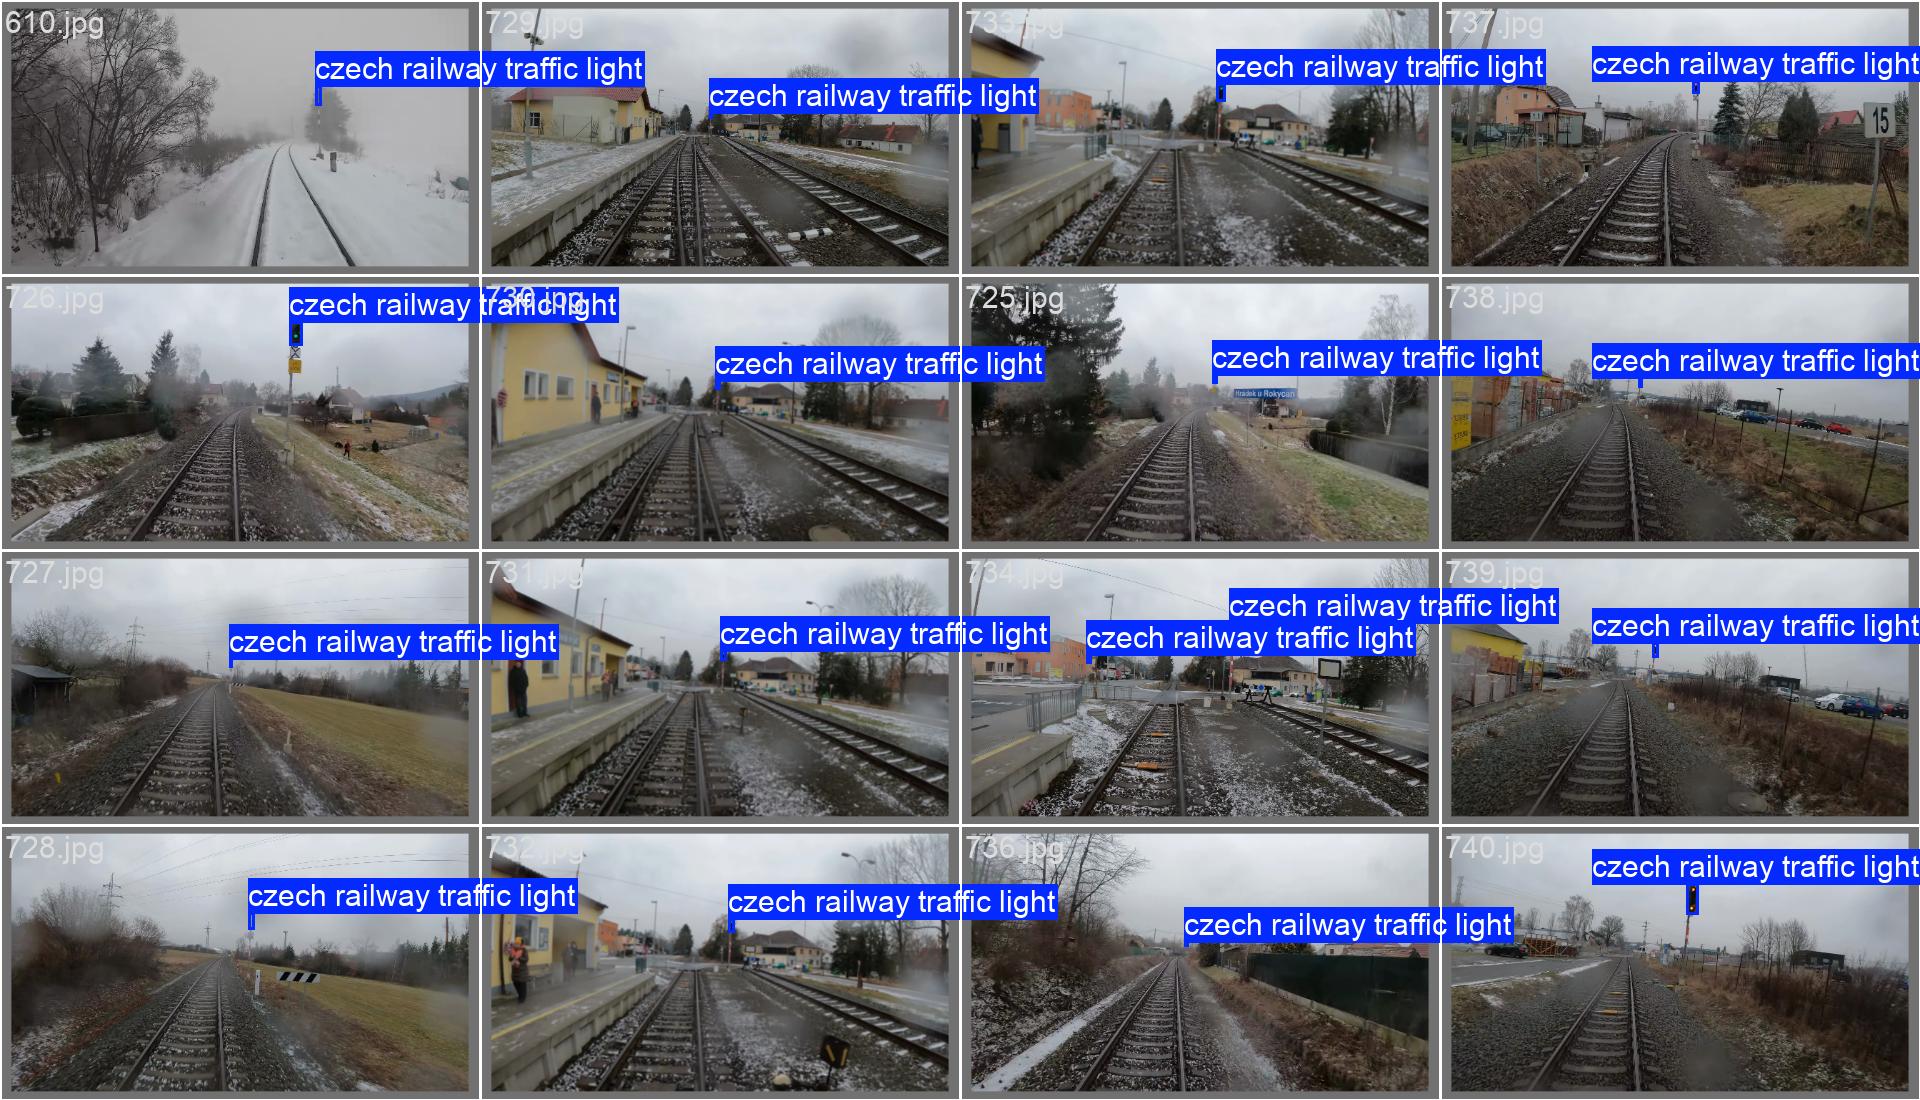 610.jpg
czech railway traffic light
729.jpg
czech railway traffic light
733.jpg
czech railway traffic light
737.jpg
czech railway traffic light
15
726.jpg
czech railway traffic light
730.jpg
czech railway traffic light
725.jpg
czech railway traffic light
Hrádek u Rokycan
738.jpg
czech railway traffic light
727.jpg
czech railway traffic light
731.jpg
czech railway traffic light
734.jpg
czech railway traffic light
czech railway traffic light
739.jpg
czech railway traffic light
728.jpg
czech railway traffic light
732.jpg
czech railway traffic light
736.jpg
czech railway traffic light
740.jpg
czech railway traffic light